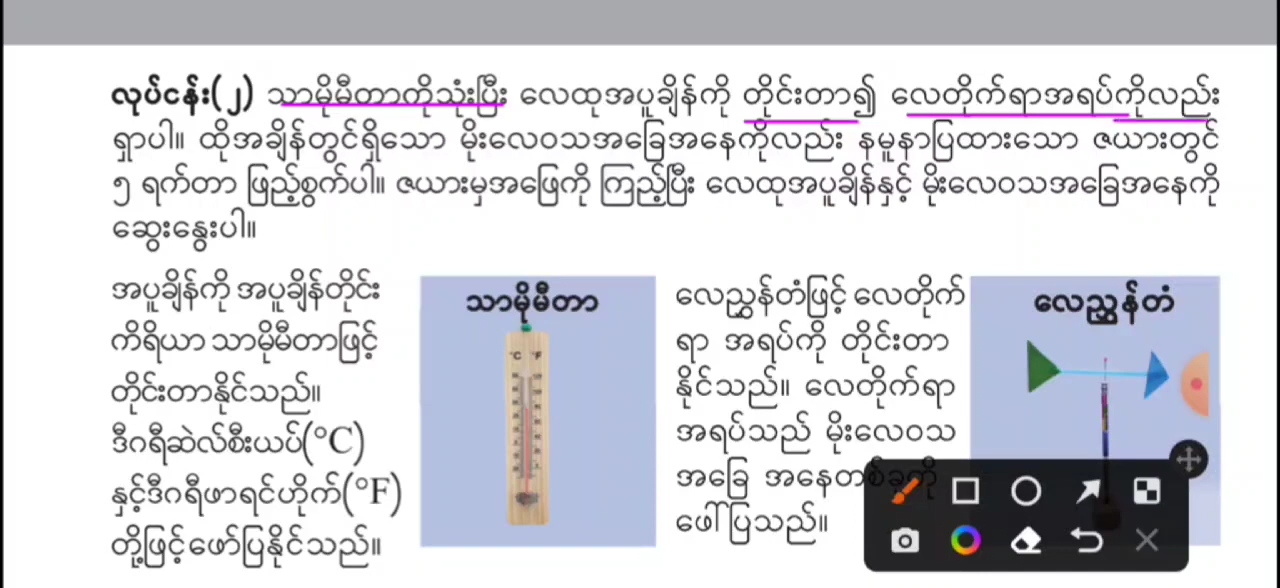 လုပ်ငန်း(၂) သာမိုမီတာကိုသုံးပြီး လေထုအပူချိန်ကို တိုင်းတာ၍ လေတိုက်ရာအရပ်ကိုလည်း
ရှာပါ။ ထိုအချိန်တွင်ရှိသော မိုးလေဝသအခြေအနေကိုလည်း နမူနာပြထားသော ဇယားတွင်
၅ ရက်တာ ဖြည့်စွက်ပါ။ ဇယားမှအဖြေကို ကြည့်ပြီး လေထုအပူချိန်နှင့် မိုးလေဝသအခြေအနေကို
ဆွေးနွေးပါ။
အပူချိန်ကို အပူချိန်တိုင်း
ကိရိယာ သာမိုမီတာဖြင့်
တိုင်းတာနိုင်သည်။
ဒီဂရီဆဲလ်စီးယပ်(°C)
နှင့်ဒီဂရီဖာရင်ဟိုက်(°F)
တို့ဖြင့်ဖော်ပြနိုင်သည်။
သာမိုမီတာ
°C °F
လေညွှန်တံဖြင့် လေတိုက်
ရာ အရပ်ကို တိုင်းတာ
နိုင်သည်။ လေတိုက်ရာ
အရပ်သည် မိုးလေဝသ
အခြေ အနေတစ်ခုကို
ဖေါ်ပြသည်။
လေညွှန်တံ